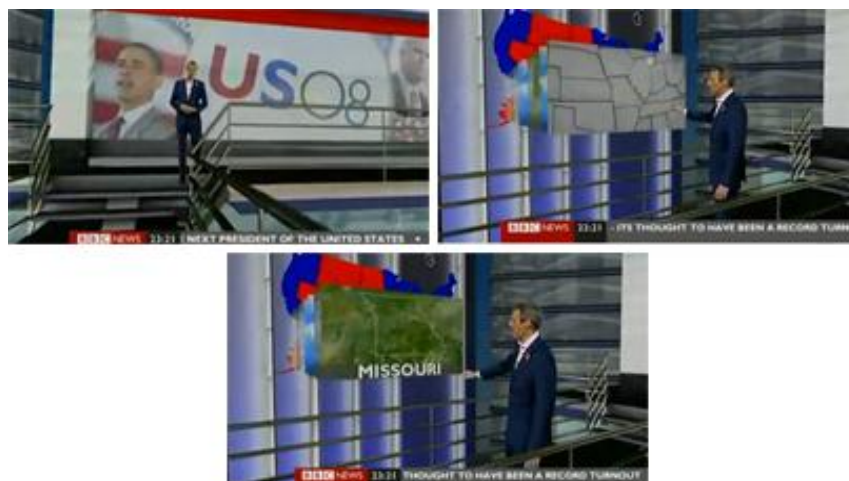 US08
BBC NEWS 23:21 NEXT PRESIDENT OF THE UNITED STATES
BBC NEWS 23:21 - ITS THOUGHT TO HAVE BEEN A RECORD TURN
MISSOURI
BBC NEWS 23:21 THOUGHT TO HAVE BEEN A RECORD TURNOUT